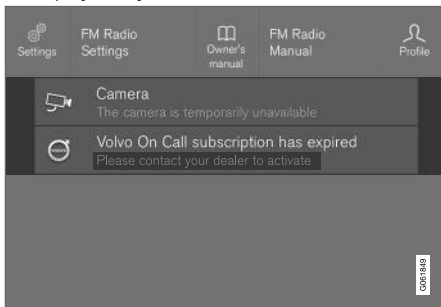 Settings
FM Radio
Settings
Owner's
manual
FM Radio
Manual
Profile
Camera
The camera is temporarily unavailable
Volvo On Call subscription has expired
Please contact your dealer to activate
G061849